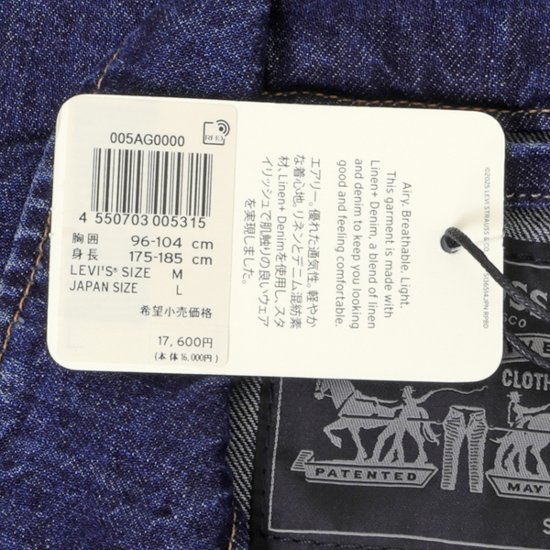 005AG0000
RFID
4 550703 005315
胸囲 96-104 cm
身長 175-185 cm
LEVI'S® SIZE M
JAPAN SIZE L
希望小売価格
17,600円
(本体 16,000円)
Airy. Breathable. Light.
This garment is made with
Linen+ Denim, a blend of linen
and denim to keep you looking
good and feeling comfortable.
エアリー。優れた通気性。軽やか
な着心地。リネンとデニム混紡素
材、Linen+ Denimを使用し、スタ
イリッシュで肌触りの良いウェア
を実現しました。
©2025 LEVI STRAUSS & CO.
CLOTH
PATENTED
MAY